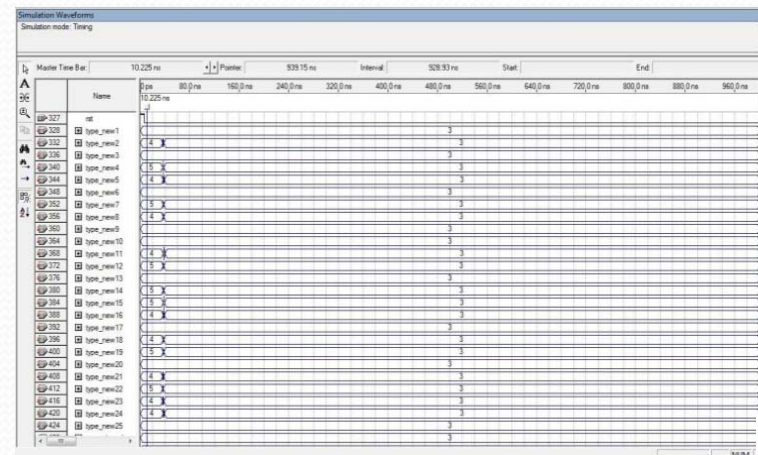 Simulation Waveforms
Simulation mode: Timing
Master Time Bar: 10.225 ns Pointer: 939.15 ns Interval: 928.93 ns Start: End:
Name
0 ps 80.0 ns 160.0 ns 240.0 ns 320.0 ns 400.0 ns 480.0 ns 560.0 ns 640.0 ns 720.0 ns 800.0 ns 880.0 ns 960.0 ns
10.225 ns
327 rst
328 type_new1 3
332 type_new2 4 3
336 type_new3 3
340 type_new4 5 3
344 type_new5 4 3
348 type_new6 3
352 type_new7 5 3
356 type_new8 4 3
360 type_new9 3
364 type_new10 3
368 type_new11 4 3
372 type_new12 5 3
376 type_new13 3
380 type_new14 5 3
384 type_new15 5 3
388 type_new16 4 3
392 type_new17 3
396 type_new18 4 3
400 type_new19 5 3
404 type_new20 3
408 type_new21 4 3
412 type_new22 5 3
416 type_new23 4 3
420 type_new24 4 3
424 type_new25 3
3